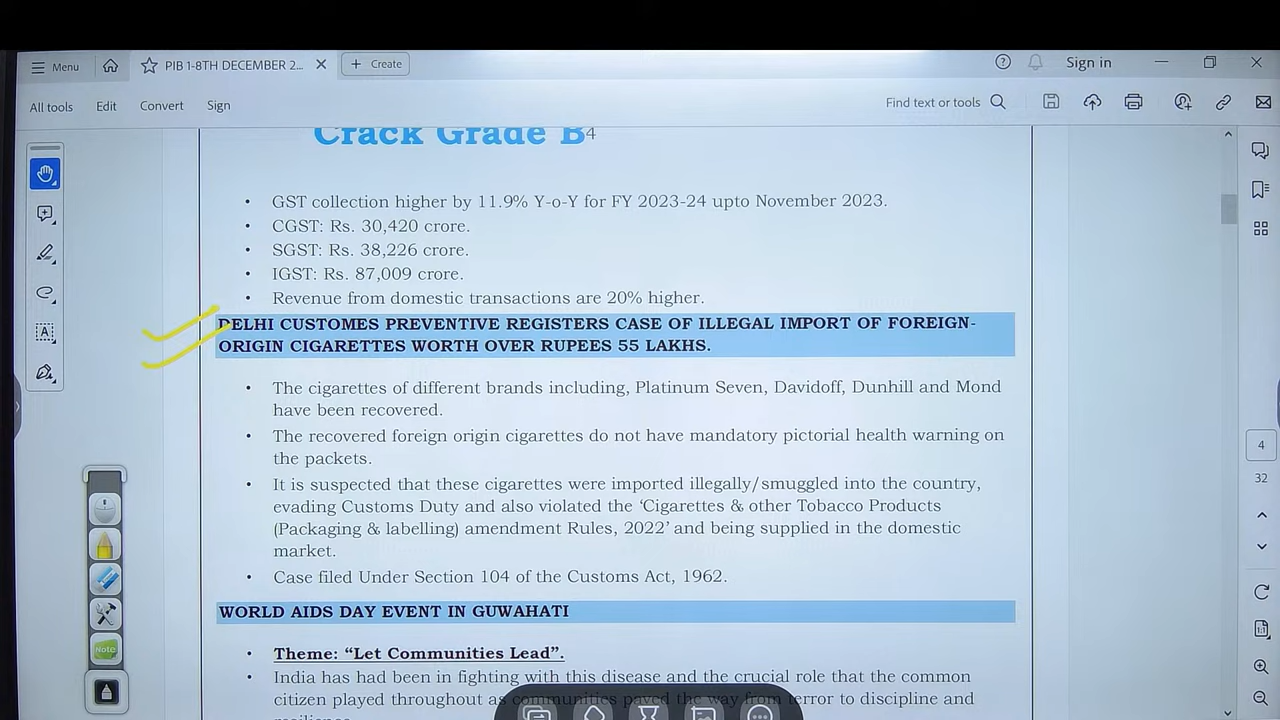 Menu
PIB 1-8TH DECEMBER 2...
Create
Sign in
All tools
Edit
Convert
Sign
Find text or tools
Crack Grade B4
• GST collection higher by 11.9% Y-o-Y for FY 2023-24 upto November 2023.
• CGST: Rs. 30,420 crore.
• SGST: Rs. 38,226 crore.
• IGST: Rs. 87,009 crore.
• Revenue from domestic transactions are 20% higher.
DELHI CUSTOMES PREVENTIVE REGISTERS CASE OF ILLEGAL IMPORT OF FOREIGN-
ORIGIN CIGARETTES WORTH OVER RUPEES 55 LAKHS.
• The cigarettes of different brands including, Platinum Seven, Davidoff, Dunhill and Mond
have been recovered.
• The recovered foreign origin cigarettes do not have mandatory pictorial health warning on
the packets.
• It is suspected that these cigarettes were imported illegally/smuggled into the country,
evading Customs Duty and also violated the ‘Cigarettes & other Tobacco Products
(Packaging & labelling) amendment Rules, 2022’ and being supplied in the domestic
market.
• Case filed Under Section 104 of the Customs Act, 1962.
WORLD AIDS DAY EVENT IN GUWAHATI
• Theme: “Let Communities Lead”.
India has had been in fighting with this disease and the crucial role that the common
citizen played throughout as communities paved the way from terror to discipline and
4
32
Note